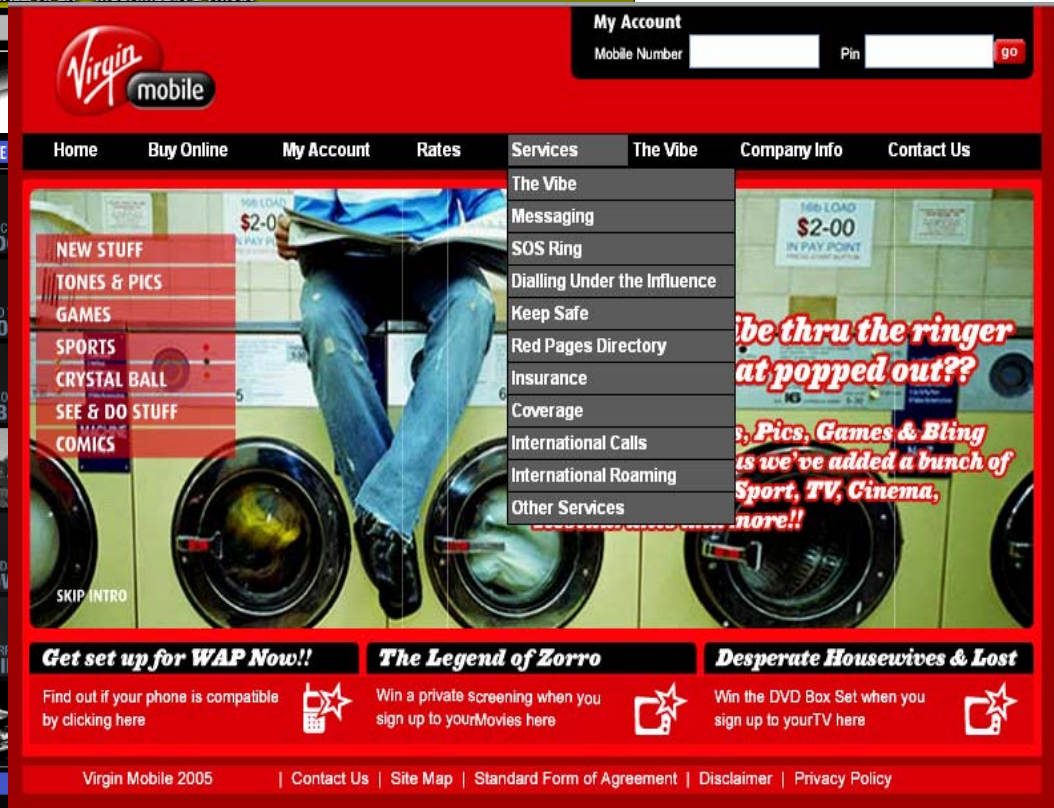 My Account
Mobile Number
Pin
go
Virgin
mobile
Home
Buy Online
My Account
Rates
Services
The Vibe
Company Info
Contact Us
The Vibe
Messaging
SOS Ring
Dialling Under the Influence
Keep Safe
Red Pages Directory
Insurance
Coverage
International Calls
International Roaming
Other Services
NEW STUFF
TONES & PICS
GAMES
SPORTS
CRYSTAL BALL
SEE & DO STUFF
COMICS
SKIP INTRO
16lb LOAD
$2-00
IN PAY POINT
thru the ringer
popped out??
Pics, Games & Bling
us we've added a bunch of
Sport, TV, Cinema,
more!!
Get set up for WAP Now!!
Find out if your phone is compatible
by clicking here
The Legend of Zorro
Win a private screening when you
sign up to yourMovies here
Desperate Housewives & Lost
Win the DVD Box Set when you
sign up to yourTV here
Virgin Mobile 2005 | Contact Us | Site Map | Standard Form of Agreement | Disclaimer | Privacy Policy